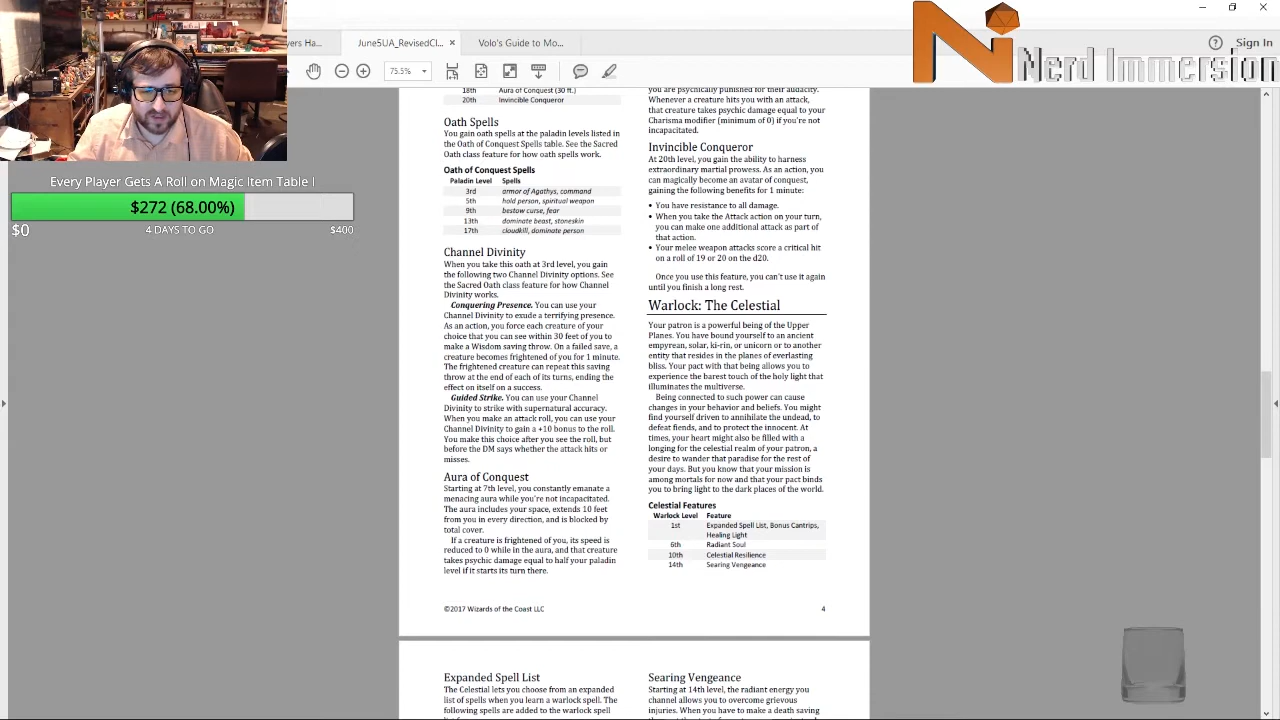 vers Ha...
June5UA_RevisedCl...
Volo's Guide to Mo...
Nerd Immersion
Sign In
75.5%
Every Player Gets A Roll on Magic Item Table I
$272 (68.00%)
$0
4 DAYS TO GO
$400
18th Aura of Conquest (30 ft.)
20th Invincible Conqueror
Oath Spells
You gain oath spells at the paladin levels listed in
the Oath of Conquest Spells table. See the Sacred
Oath class feature for how oath spells work.
Oath of Conquest Spells
Paladin Level Spells
3rd armor of Agathys, command
5th hold person, spiritual weapon
9th bestow curse, fear
13th dominate beast, stoneskin
17th cloudkill, dominate person
Channel Divinity
When you take this oath at 3rd level, you gain
the following two Channel Divinity options. See
the Sacred Oath class feature for how Channel
Divinity works.
Conquering Presence. You can use your
Channel Divinity to exude a terrifying presence.
As an action, you force each creature of your
choice that you can see within 30 feet of you to
make a Wisdom saving throw. On a failed save, a
creature becomes frightened of you for 1 minute.
The frightened creature can repeat this saving
throw at the end of each of its turns, ending the
effect on itself on a success.
Guided Strike. You can use your Channel
Divinity to strike with supernatural accuracy.
When you make an attack roll, you can use your
Channel Divinity to gain a +10 bonus to the roll.
You make this choice after you see the roll, but
before the DM says whether the attack hits or
misses.
Aura of Conquest
Starting at 7th level, you constantly emanate a
menacing aura while you're not incapacitated.
The aura includes your space, extends 10 feet
from you in every direction, and is blocked by
total cover.
If a creature is frightened of you, its speed is
reduced to 0 while in the aura, and that creature
takes psychic damage equal to half your paladin
level if it starts its turn there.
you are psychically punished for their audacity.
Whenever a creature hits you with an attack,
that creature takes psychic damage equal to your
Charisma modifier (minimum of 0) if you're not
incapacitated.
Invincible Conqueror
At 20th level, you gain the ability to harness
extraordinary martial prowess. As an action, you
can magically become an avatar of conquest,
gaining the following benefits for 1 minute:
• You have resistance to all damage.
• When you take the Attack action on your turn,
you can make one additional attack as part of
that action.
• Your melee weapon attacks score a critical hit
on a roll of 19 or 20 on the d20.
Once you use this feature, you can't use it again
until you finish a long rest.
Warlock: The Celestial
Your patron is a powerful being of the Upper
Planes. You have bound yourself to an ancient
empyrean, solar, ki-rin, or unicorn or to another
entity that resides in the planes of everlasting
bliss. Your pact with that being allows you to
experience the barest touch of the holy light that
illuminates the multiverse.
Being connected to such power can cause
changes in your behavior and beliefs. You might
find yourself driven to annihilate the undead, to
defeat fiends, and to protect the innocent. At
times, your heart might also be filled with a
longing for the celestial realm of your patron, a
desire to wander that paradise for the rest of
your days. But you know that your mission is
among mortals for now and that your pact binds
you to bring light to the dark places of the world.
Celestial Features
Warlock Level Feature
1st Expanded Spell List, Bonus Cantrips,
Healing Light
6th Radiant Soul
10th Celestial Resilience
14th Searing Vengeance
©2017 Wizards of the Coast LLC
4
Expanded Spell List
The Celestial lets you choose from an expanded
list of spells when you learn a warlock spell. The
following spells are added to the warlock spell
Searing Vengeance
Starting at 14th level, the radiant energy you
channel allows you to overcome grievous
injuries. When you have to make a death saving